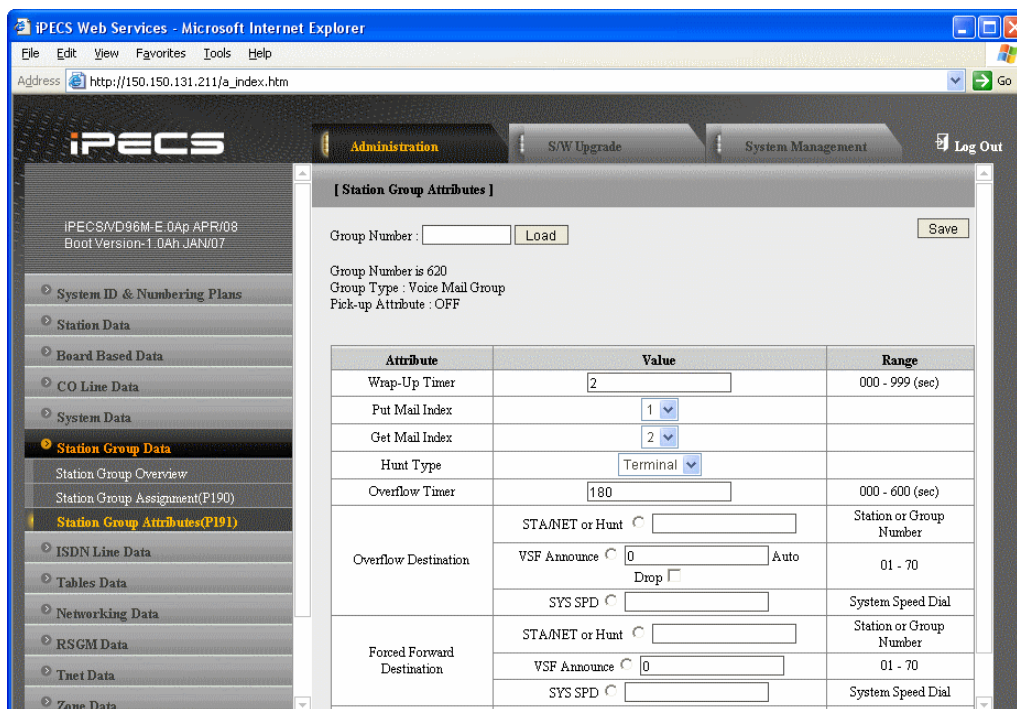 iPECS Web Services - Microsoft Internet Explorer
File Edit View Favorites Tools Help
Address http://150.150.131.211/a_index.htm Go
iPECS
Administration S/W Upgrade System Management Log Out
iPECS/VD96M-E.0Ap APR/08
Boot Version-1.0Ah JAN/07
System ID & Numbering Plans
Station Data
Board Based Data
CO Line Data
System Data
Station Group Data
Station Group Overview
Station Group Assignment(P190)
Station Group Attributes(P191)
ISDN Line Data
Tables Data
Networking Data
RSGM Data
Tnet Data
Zone Data
[ Station Group Attributes ]
Group Number : Load Save
Group Number is 620
Group Type : Voice Mail Group
Pick-up Attribute : OFF
Attribute Value Range
Wrap-Up Timer 2 000 - 999 (sec)
Put Mail Index 1
Get Mail Index 2
Hunt Type Terminal
Overflow Timer 180 000 - 600 (sec)
Overflow Destination
STA/NET or Hunt Station or Group Number
VSF Announce 0 Auto Drop 01 - 70
SYS SPD System Speed Dial
Forced Forward Destination
STA/NET or Hunt Station or Group Number
VSF Announce 0 01 - 70
SYS SPD System Speed Dial